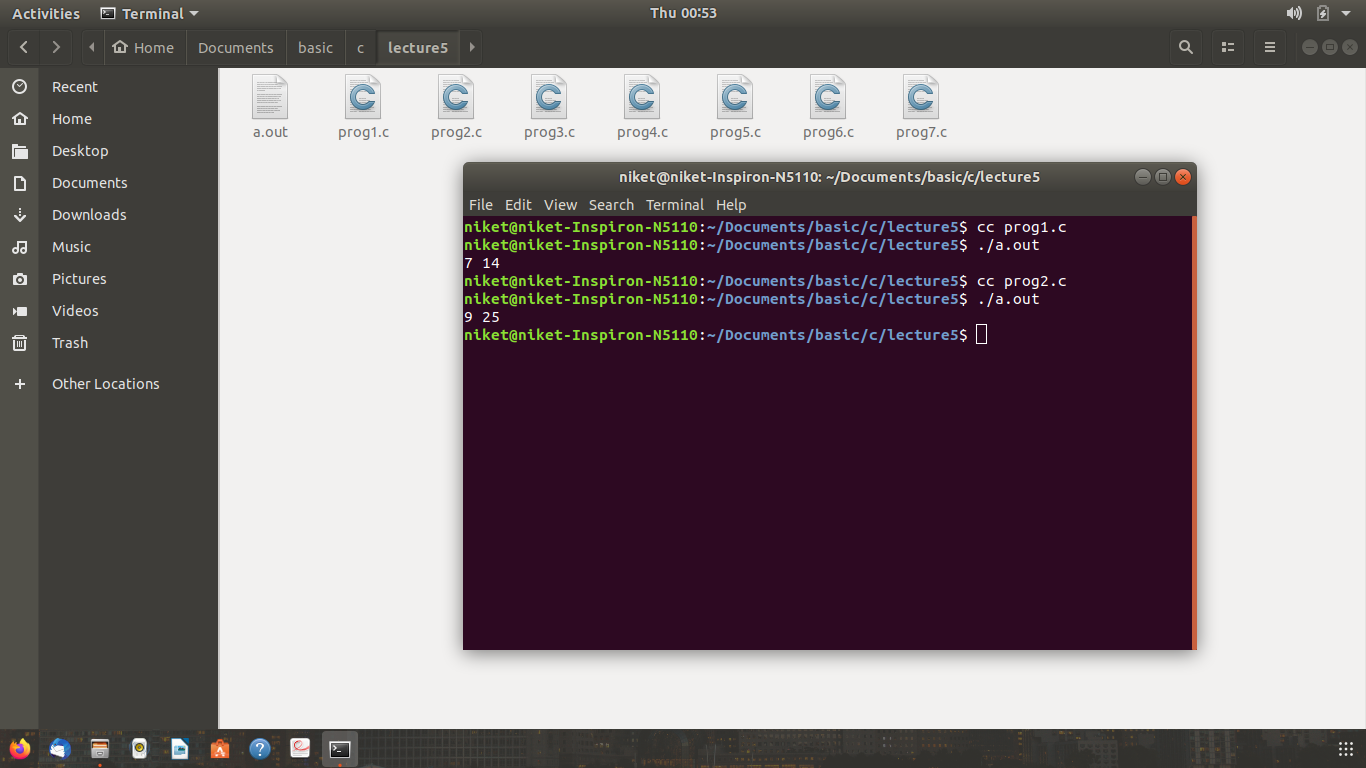 Activities Terminal Thu 00:53
Home Documents basic c lecture5
Recent
Home
Desktop
Documents
Downloads
Music
Pictures
Videos
Trash
Other Locations
a.out prog1.c prog2.c prog3.c prog4.c prog5.c prog6.c prog7.c
niket@niket-Inspiron-N5110: ~/Documents/basic/c/lecture5
File Edit View Search Terminal Help
niket@niket-Inspiron-N5110:~/Documents/basic/c/lecture5$ cc prog1.c
niket@niket-Inspiron-N5110:~/Documents/basic/c/lecture5$ ./a.out
7 14
niket@niket-Inspiron-N5110:~/Documents/basic/c/lecture5$ cc prog2.c
niket@niket-Inspiron-N5110:~/Documents/basic/c/lecture5$ ./a.out
9 25
niket@niket-Inspiron-N5110:~/Documents/basic/c/lecture5$